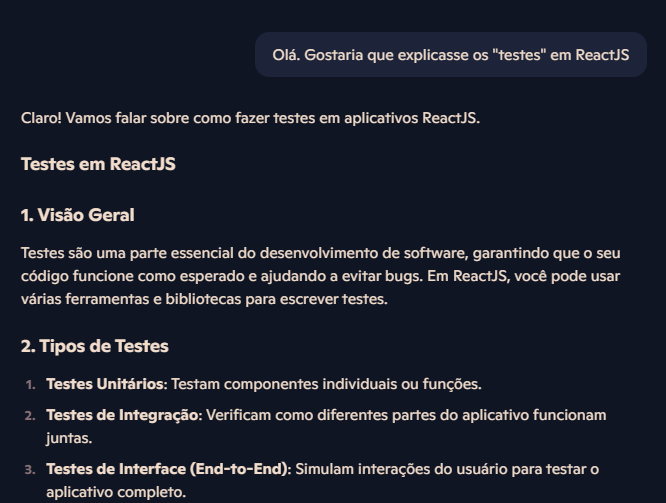 Olá. Gostaria que explicasse os "testes" em ReactJS
Claro! Vamos falar sobre como fazer testes em aplicativos ReactJS.
Testes em ReactJS
1. Visão Geral
Testes são uma parte essencial do desenvolvimento de software, garantindo que o seu
código funcione como esperado e ajudando a evitar bugs. Em ReactJS, você pode usar
várias ferramentas e bibliotecas para escrever testes.
2. Tipos de Testes
1. Testes Unitários: Testam componentes individuais ou funções.
2. Testes de Integração: Verificam como diferentes partes do aplicativo funcionam
juntas.
3. Testes de Interface (End-to-End): Simulam interações do usuário para testar o
aplicativo completo.